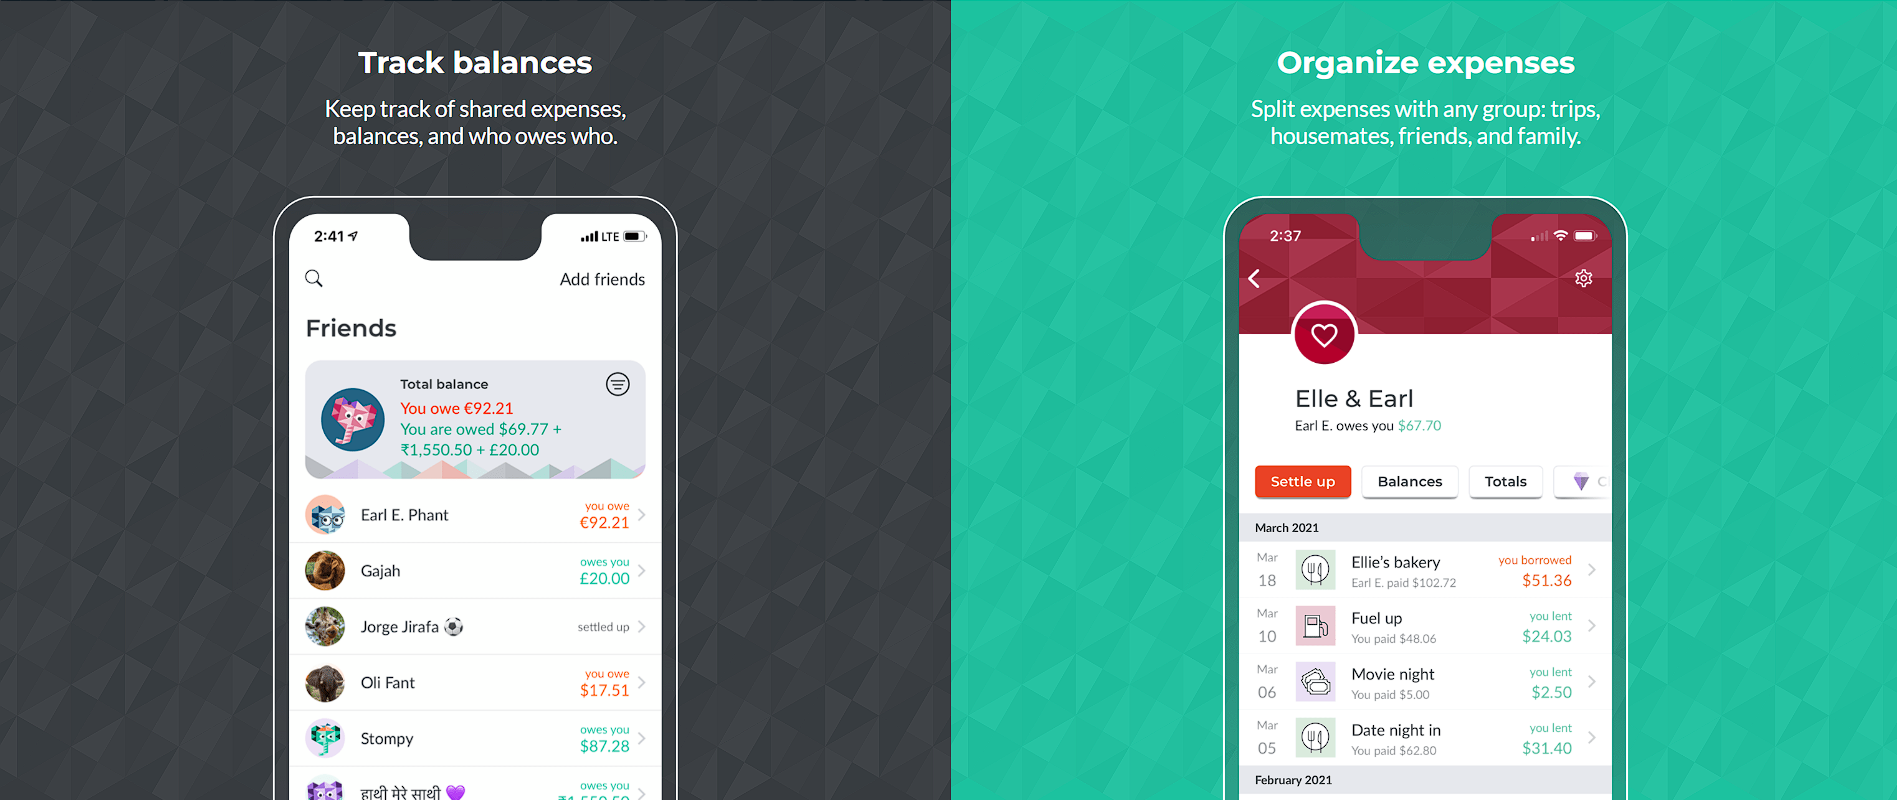 Track balances
Keep track of shared expenses,
balances, and who owes who.
2:41
LTE
Add friends
Friends
Total balance
You owe €92.21
You are owed $69.77 +
₹1,550.50 + £20.00
Earl E. Phant
you owe
€92.21
Gajah
owes you
£20.00
Jorge Jirafa ⚽
settled up
Oli Fant
you owe
$17.51
Stompy
owes you
$87.28
हाथी मेरे साथी 💜
owes you
₹1,550.50
Organize expenses
Split expenses with any group: trips,
housemates, friends, and family.
2:37
Elle & Earl
Earl E. owes you $67.70
Settle up
Balances
Totals
March 2021
Mar
18
Ellie’s bakery
Earl E. paid $102.72
you borrowed
$51.36
Mar
10
Fuel up
You paid $48.06
you lent
$24.03
Mar
06
Movie night
You paid $5.00
you lent
$2.50
Mar
05
Date night in
You paid $62.80
you lent
$31.40
February 2021